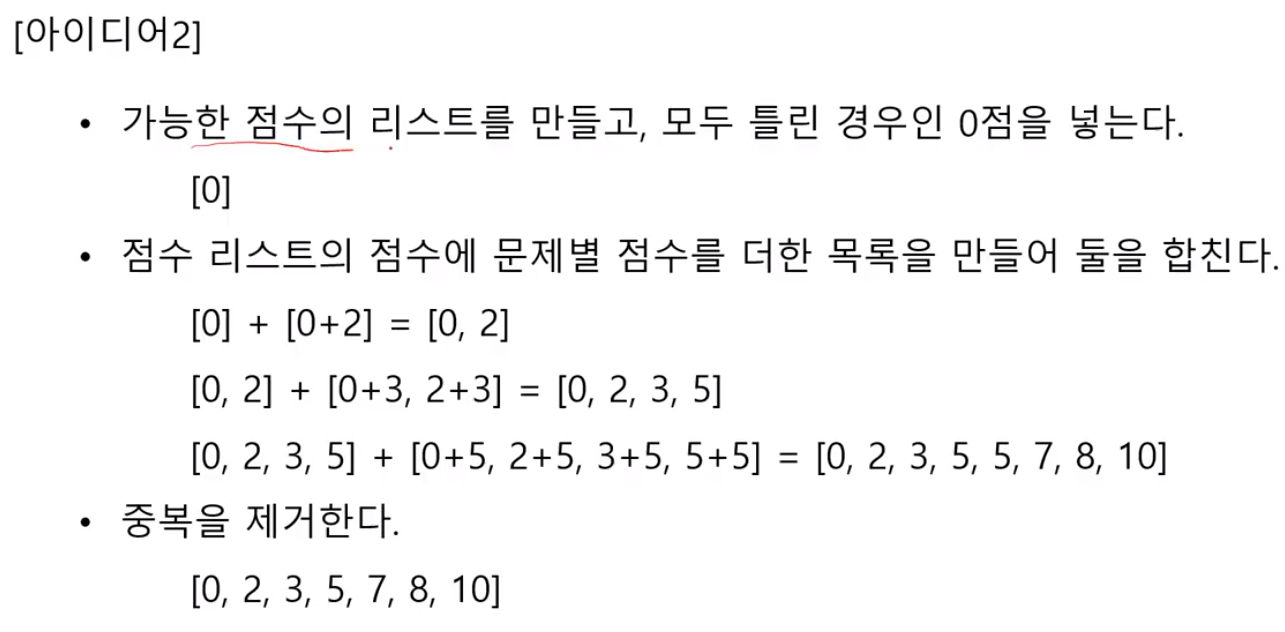 [아이디어2]
• 가능한 점수의 리스트를 만들고, 모두 틀린 경우인 0점을 넣는다.
[0]
• 점수 리스트의 점수에 문제별 점수를 더한 목록을 만들어 둘을 합친다.
[0] + [0+2] = [0, 2]
[0, 2] + [0+3, 2+3] = [0, 2, 3, 5]
[0, 2, 3, 5] + [0+5, 2+5, 3+5, 5+5] = [0, 2, 3, 5, 5, 7, 8, 10]
• 중복을 제거한다.
[0, 2, 3, 5, 7, 8, 10]